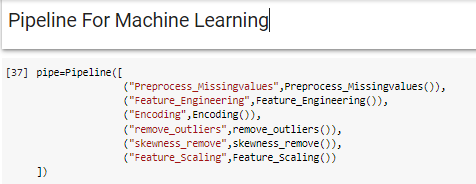 Pipeline For Machine Learning
[37] pipe=Pipeline([
("Preprocess_Missingvalues",Preprocess_Missingvalues()),
("Feature_Engineering",Feature_Engineering()),
("Encoding",Encoding()),
("remove_outliers",remove_outliers()),
("skewness_remove",skewness_remove()),
("Feature_Scaling",Feature_Scaling())
])